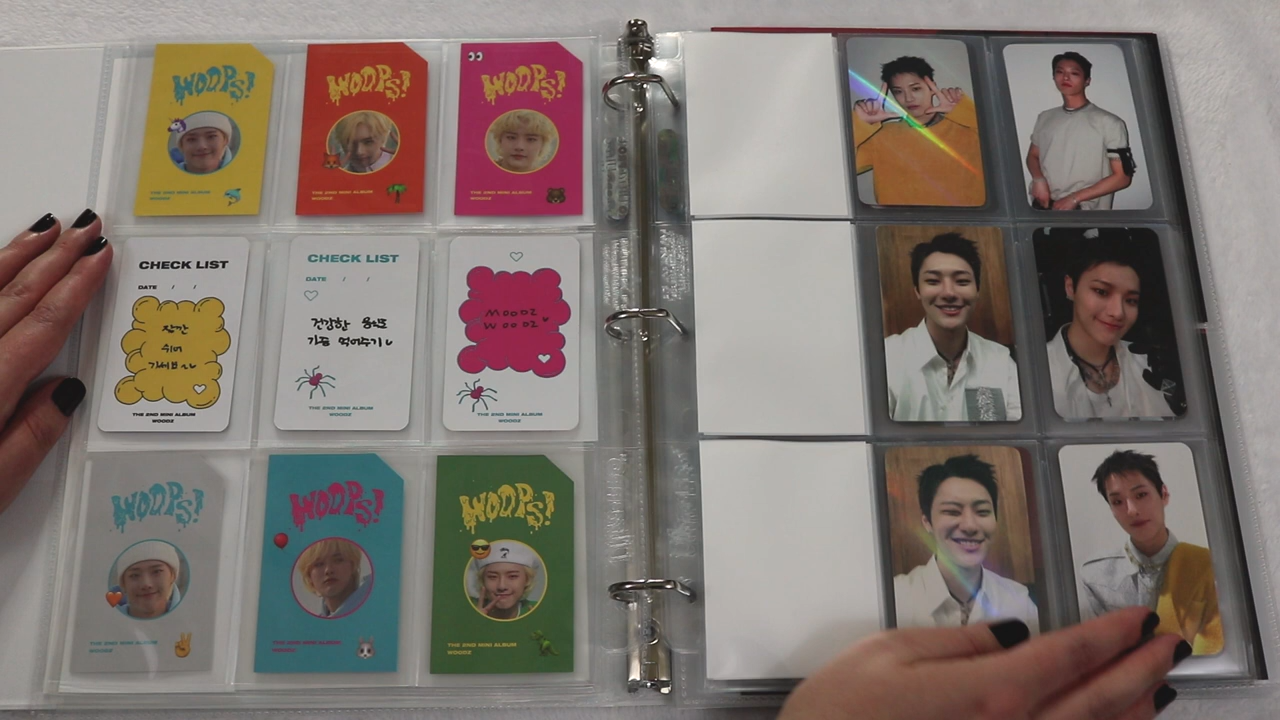 WOOPS!
THE 2ND MINI ALBUM
WOODZ
WOOPS!
THE 2ND MINI ALBUM
WOODZ
WOOPS!
THE 2ND MINI ALBUM
WOODZ
CHECK LIST
DATE / /
잠깐
쉬어
가세보~
THE 2ND MINI ALBUM
WOODZ
CHECK LIST
DATE / /
건강한 음식도
가끔 먹어주기
THE 2ND MINI ALBUM
WOODZ
MOODZ
WOODZ
THE 2ND MINI ALBUM
WOODZ
WOOPS!
THE 2ND MINI ALBUM
WOODZ
WOOPS!
THE 2ND MINI ALBUM
WOODZ
WOOPS!
THE 2ND MINI ALBUM
WOODZ